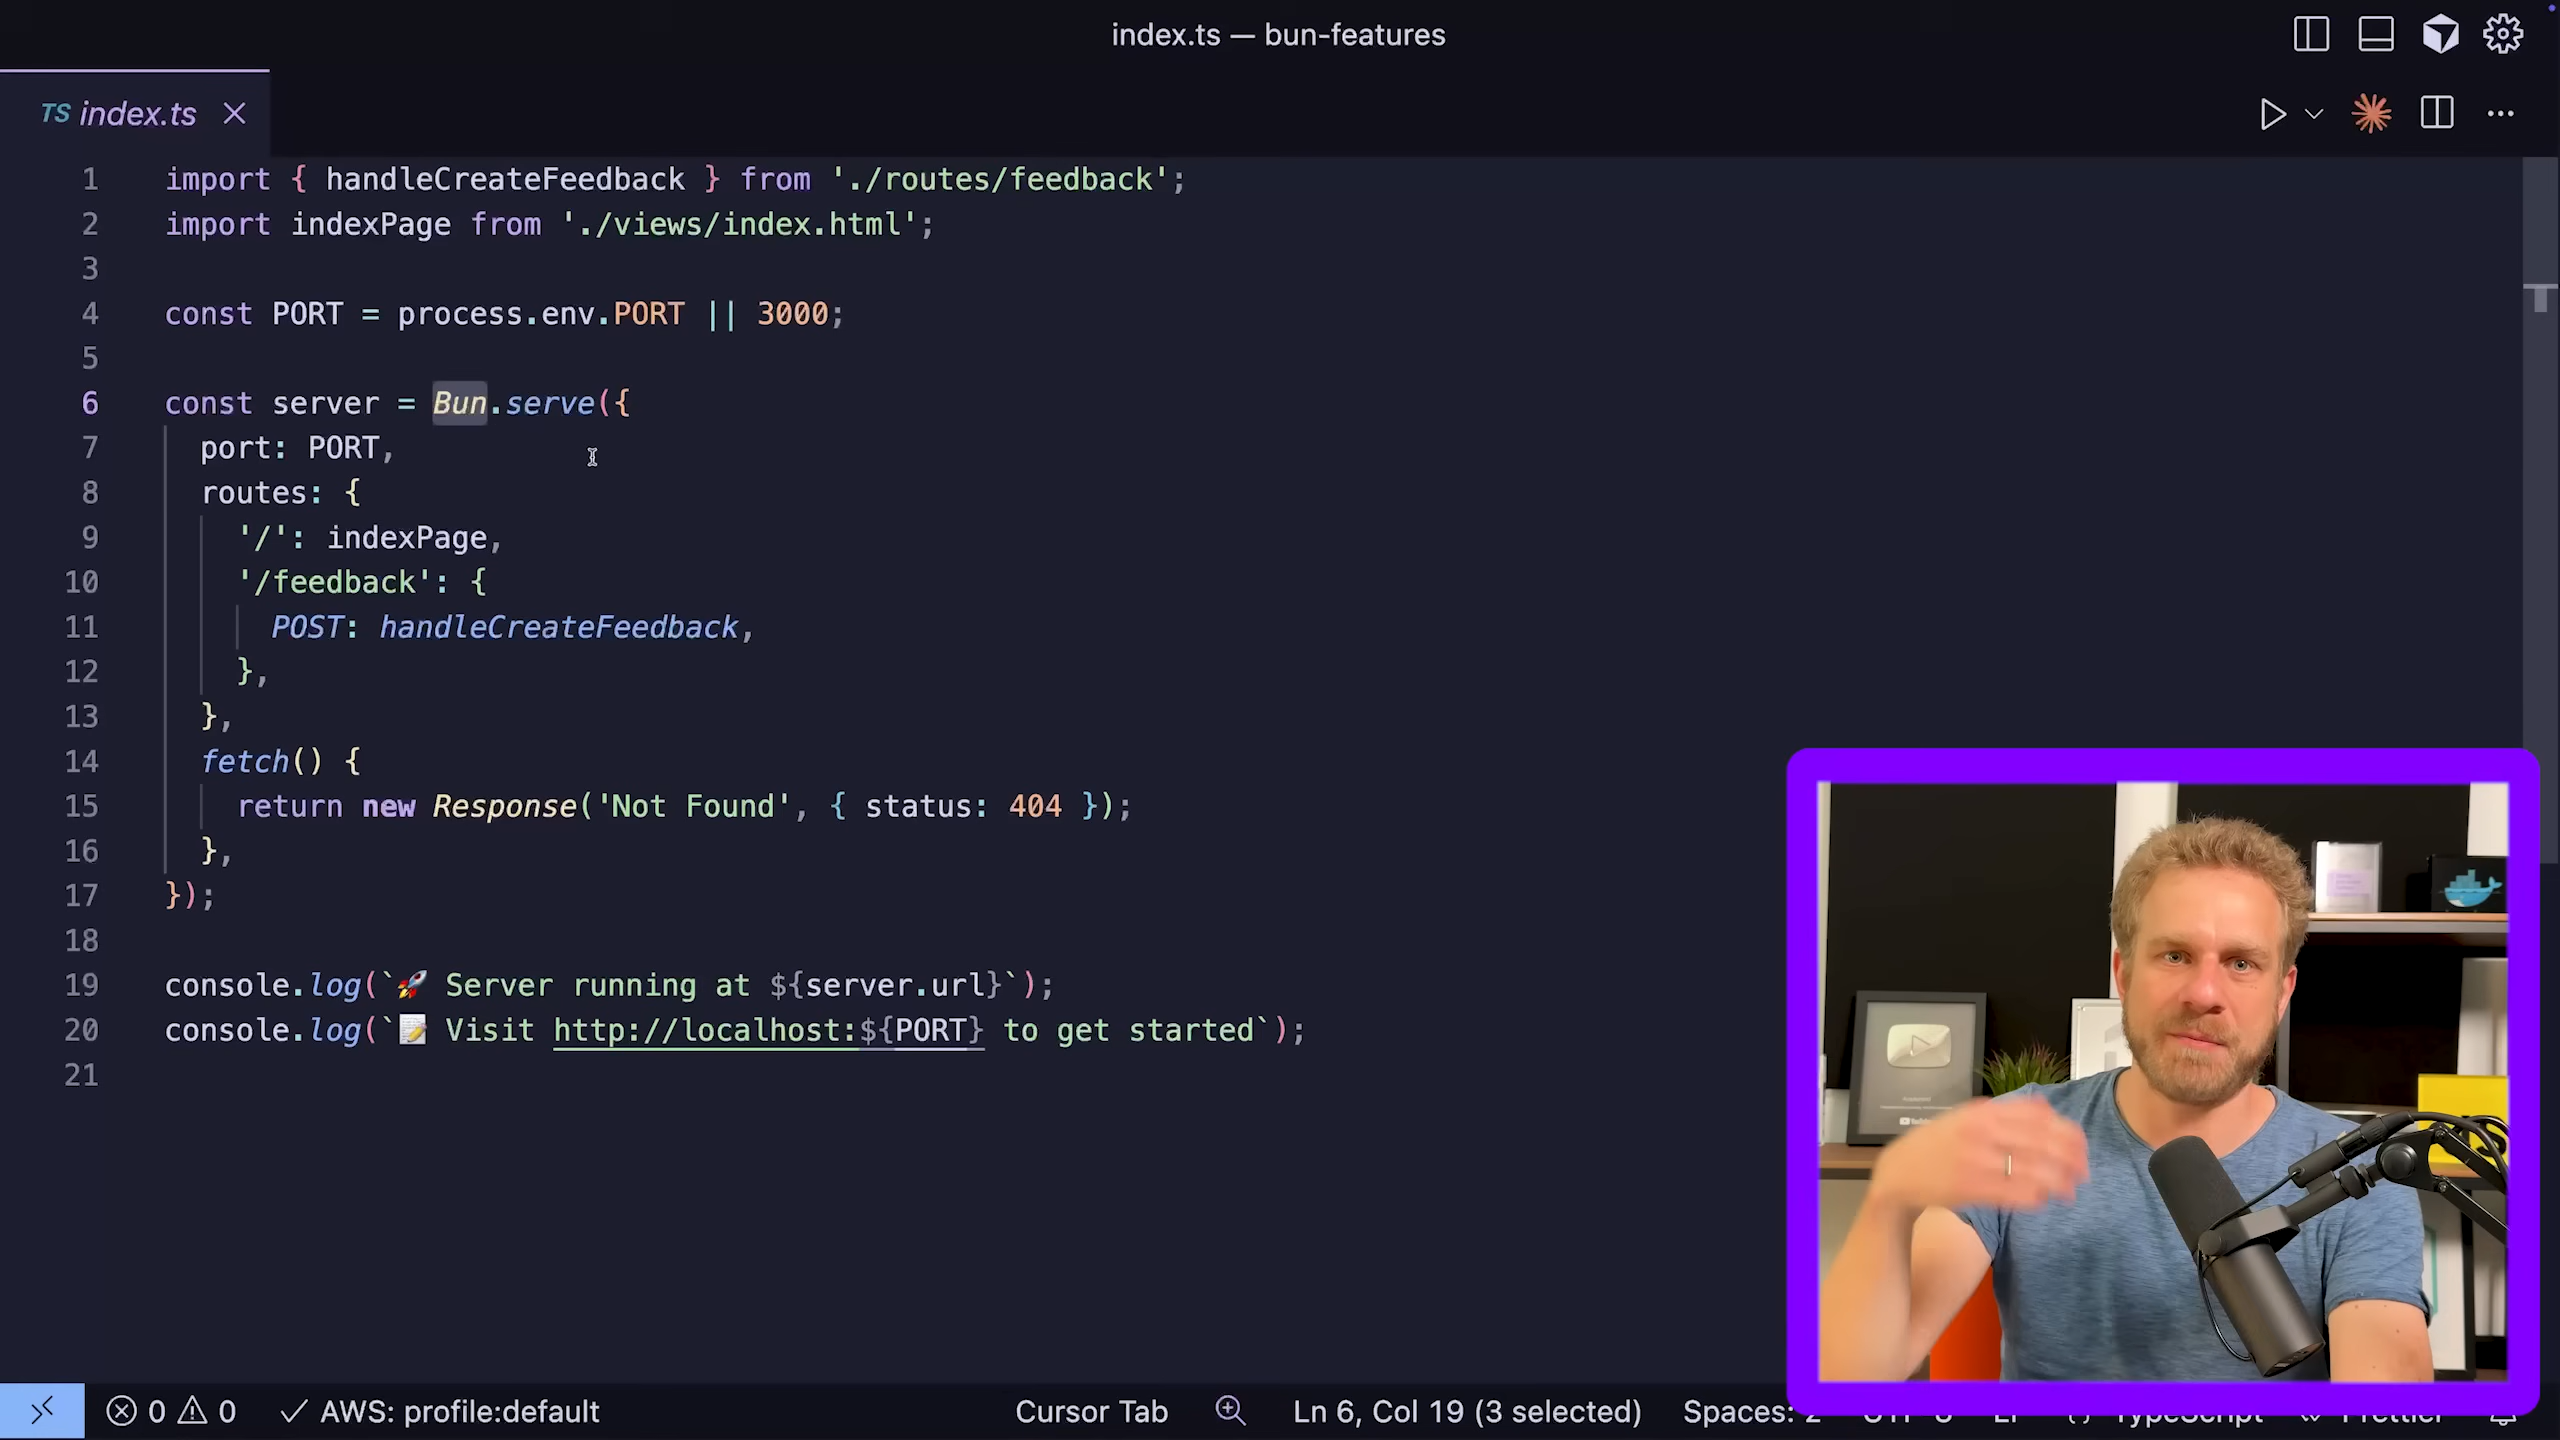 index.ts — bun-features
TS index.ts
1 import { handleCreateFeedback } from './routes/feedback';
2 import indexPage from './views/index.html';
3
4 const PORT = process.env.PORT || 3000;
5
6 const server = Bun.serve({
7 port: PORT,
8 routes: {
9 '/': indexPage,
10 '/feedback': {
11 POST: handleCreateFeedback,
12 },
13 },
14 fetch() {
15 return new Response('Not Found', { status: 404 });
16 },
17 });
18
19 console.log(`🚀 Server running at ${server.url}`);
20 console.log(`📝 Visit http://localhost:${PORT} to get started`);
21
0 0 AWS: profile:default Cursor Tab Ln 6, Col 19 (3 selected) Spaces: 2 TypeScript Prettier